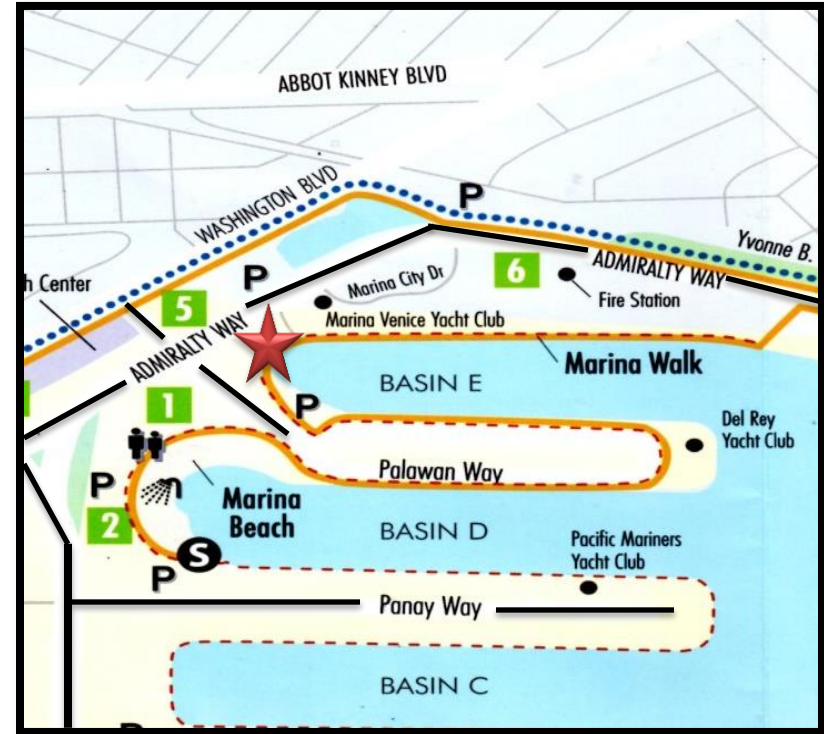 ABBOT KINNEY BLVD
WASHINGTON BLVD
P
Yvonne B.
ADMIRALTY WAY
P
Marina City Dr
6
Fire Station
h Center
5
Marina Venice Yacht Club
ADMIRALTY WAY
Marina Walk
BASIN E
1
P
Del Rey
Yacht Club
Palawan Way
P
Marina
Beach
2
BASIN D
Pacific Mariners
Yacht Club
S
P
Panay Way
BASIN C